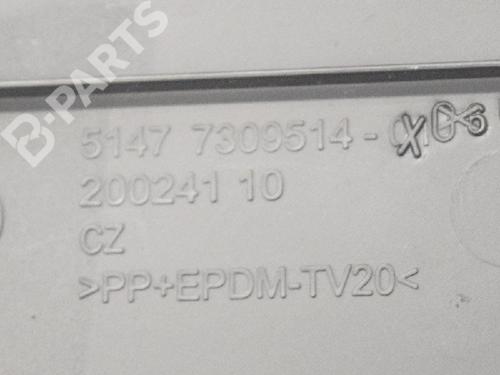 B-PARTS
5147 7309514-
200241 10
CZ
>PP+EPDM-TV20<